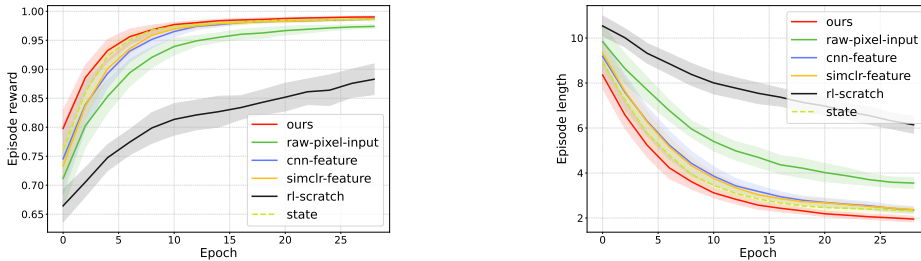 1.00
0.95
0.90
0.85
0.80
0.75
0.70
0.65
Episode reward
0 5 10 15 20 25
Epoch
ours
raw-pixel-input
cnn-feature
simclr-feature
rl-scratch
state
10
8
6
4
2
Episode length
0 5 10 15 20 25
Epoch
ours
raw-pixel-input
cnn-feature
simclr-feature
rl-scratch
state